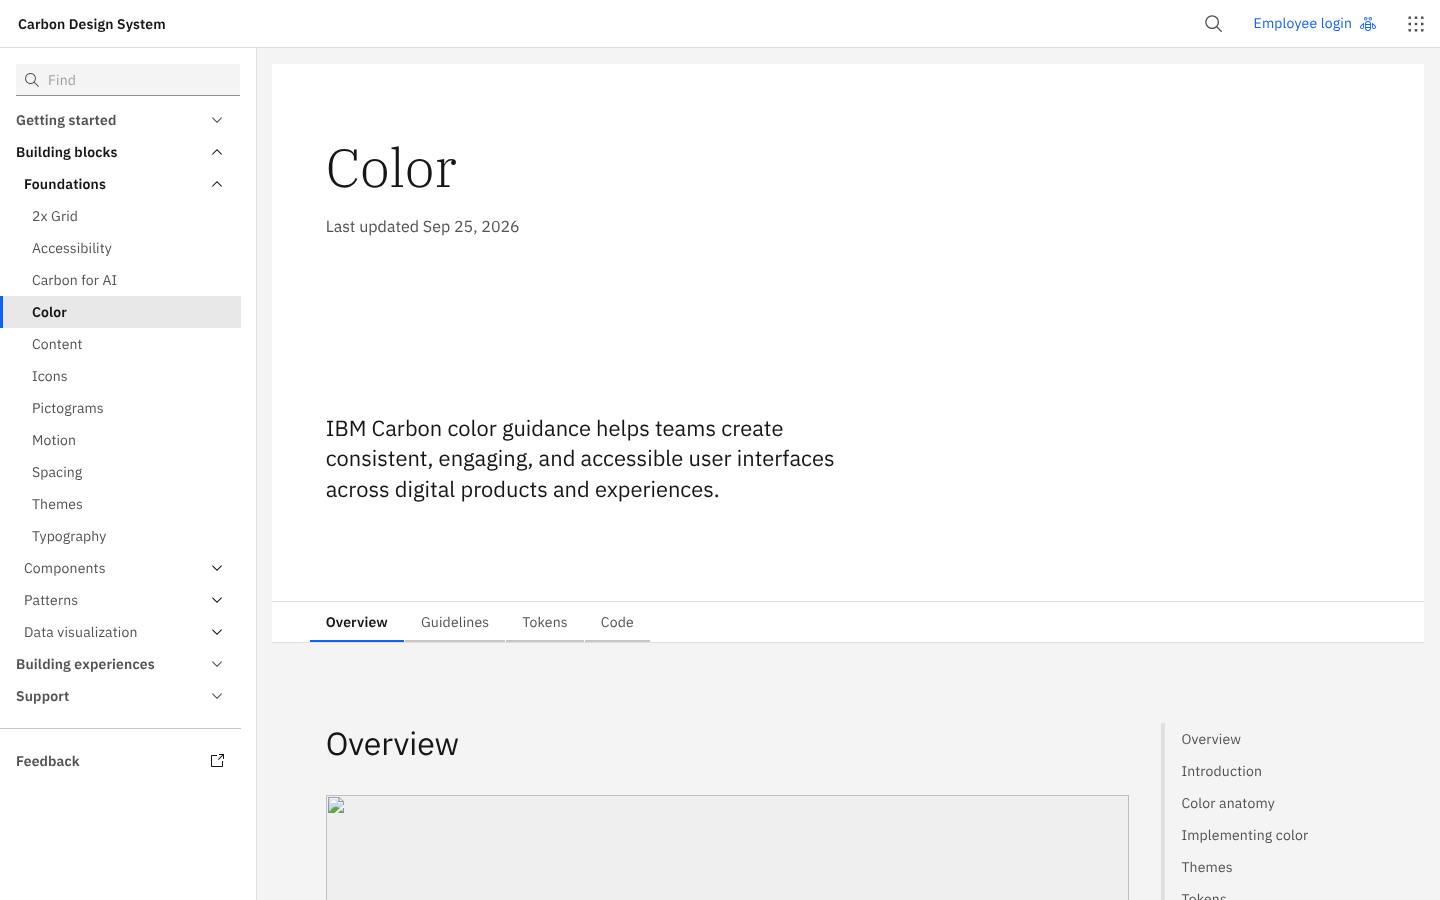 Carbon Design System
Employee login
Find
Getting started
Building blocks
Foundations
2x Grid
Accessibility
Carbon for AI
Color
Content
Icons
Pictograms
Motion
Spacing
Themes
Typography
Components
Patterns
Data visualization
Building experiences
Support
Feedback
Color
Last updated Sep 25, 2026
IBM Carbon color guidance helps teams create
consistent, engaging, and accessible user interfaces
across digital products and experiences.
Overview
Guidelines
Tokens
Code
Overview
Overview
Introduction
Color anatomy
Implementing color
Themes
Tokens